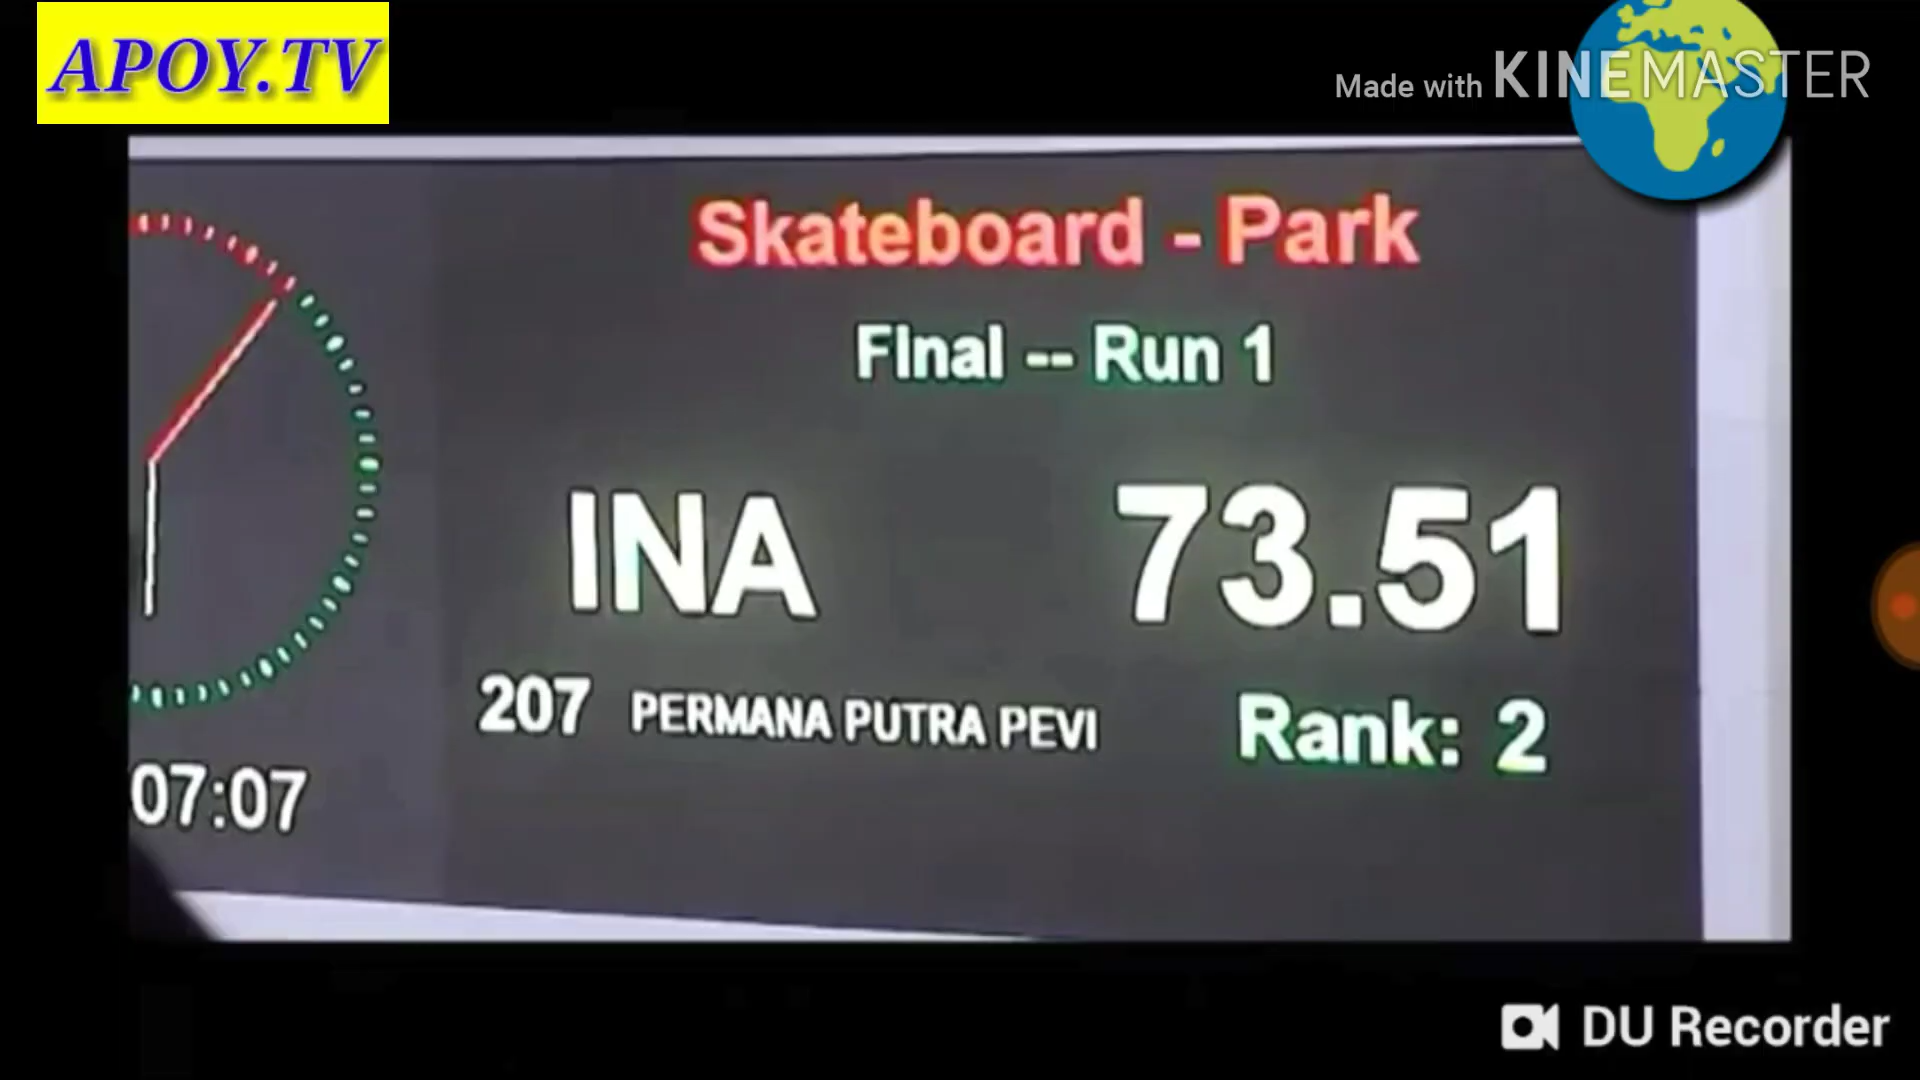 APOY.TV
Made with KINEMASTER
Skateboard - Park
Final -- Run 1
INA 73.51
207 PERMANA PUTRA PEVI Rank: 2
07:07
DU Recorder